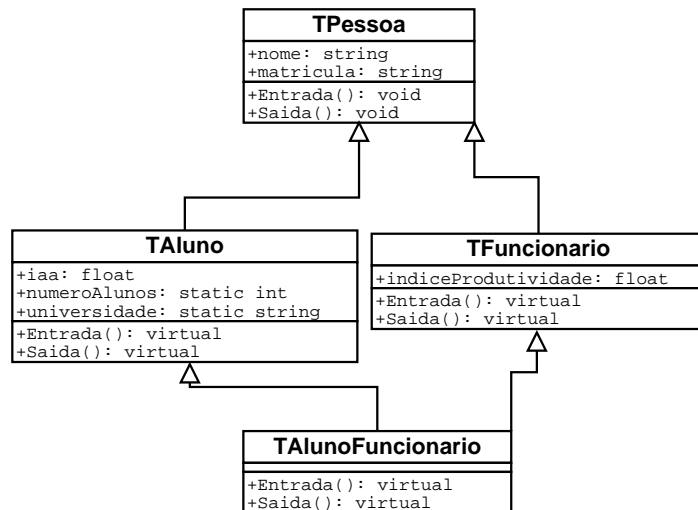 TPessoa
+nome: string
+matricula: string
+Entrada(): void
+Saida(): void
TAluno
+iaa: float
+numeroAlunos: static int
+universidade: static string
+Entrada(): virtual
+Saida(): virtual
TFuncionario
+indiceProdutividade: float
+Entrada(): virtual
+Saida(): virtual
TAlunoFuncionario
+Entrada(): virtual
+Saida(): virtual